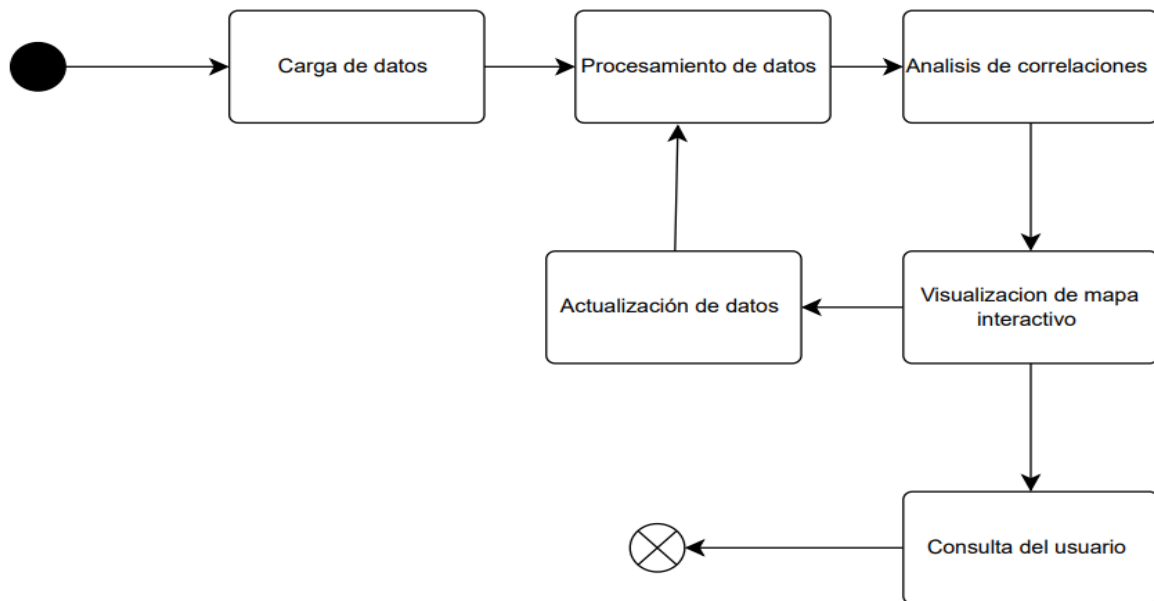 Carga de datos
Procesamiento de datos
Analisis de correlaciones
Actualización de datos
Visualizacion de mapa
interactivo
Consulta del usuario